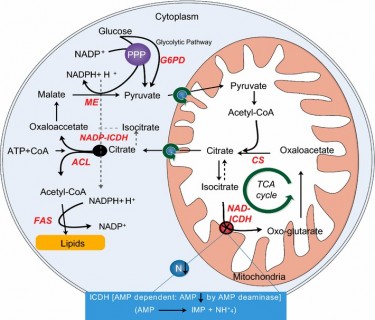 Cytoplasm
Glucose
NADP+
Glycolytic Pathway
PPP
G6PD
NADPH+ H +
Malate
ME
Pyruvate
Pyruvate
Acetyl-CoA
Oxaloacetate
Isocitrate
NADP-ICDH
ATP+CoA
Citrate
Citrate
Oxaloacetate
ACL
CS
Acetyl-CoA
Isocitrate
TCA
cycle
NADPH+ H+
NAD-
ICDH
FAS
NADP+
Oxo-glutarate
Lipids
N
Mitochondria
ICDH [AMP dependent: AMP ↓ by AMP deaminase]
(AMP → IMP + NH+4)